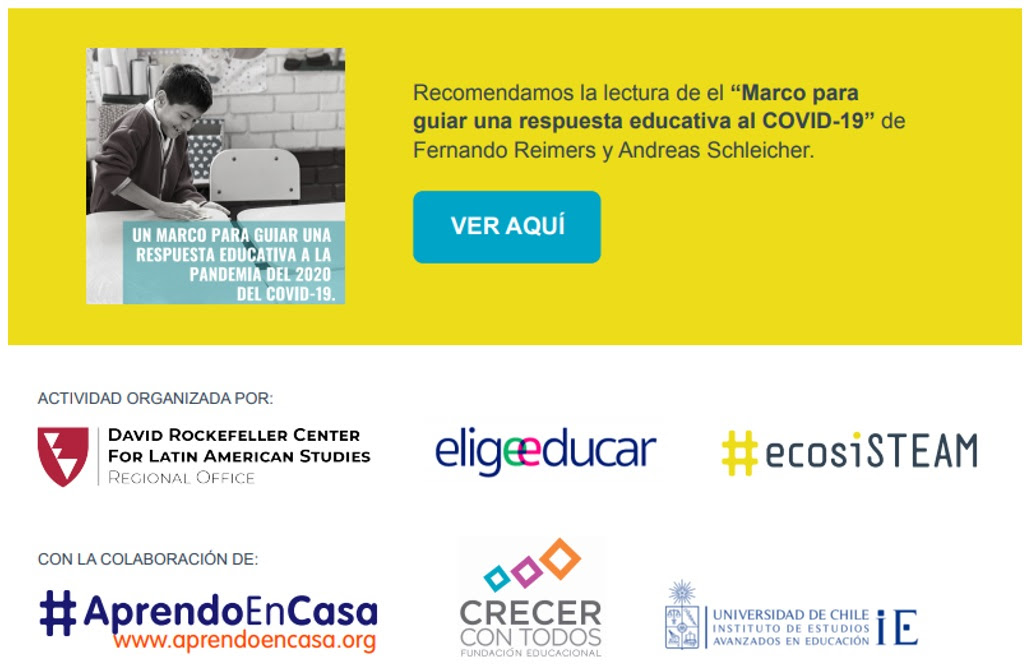 UN MARCO PARA GUIAR UNA
RESPUESTA EDUCATIVA A LA
PANDEMIA DEL 2020
DEL COVID-19.
Recomendamos la lectura de el “Marco para
guiar una respuesta educativa al COVID-19” de
Fernando Reimers y Andreas Schleicher.
VER AQUÍ
ACTIVIDAD ORGANIZADA POR:
DAVID ROCKEFELLER CENTER
FOR LATIN AMERICAN STUDIES
REGIONAL OFFICE
eligeeducar
#ecosiSTEAM
CON LA COLABORACIÓN DE:
#AprendoEnCasa
www.aprendoencasa.org
CRECER
CON TODOS
FUNDACIÓN EDUCACIONAL
UNIVERSIDAD DE CHILE
INSTITUTO DE ESTUDIOS
AVANZADOS EN EDUCACIÓN
iE